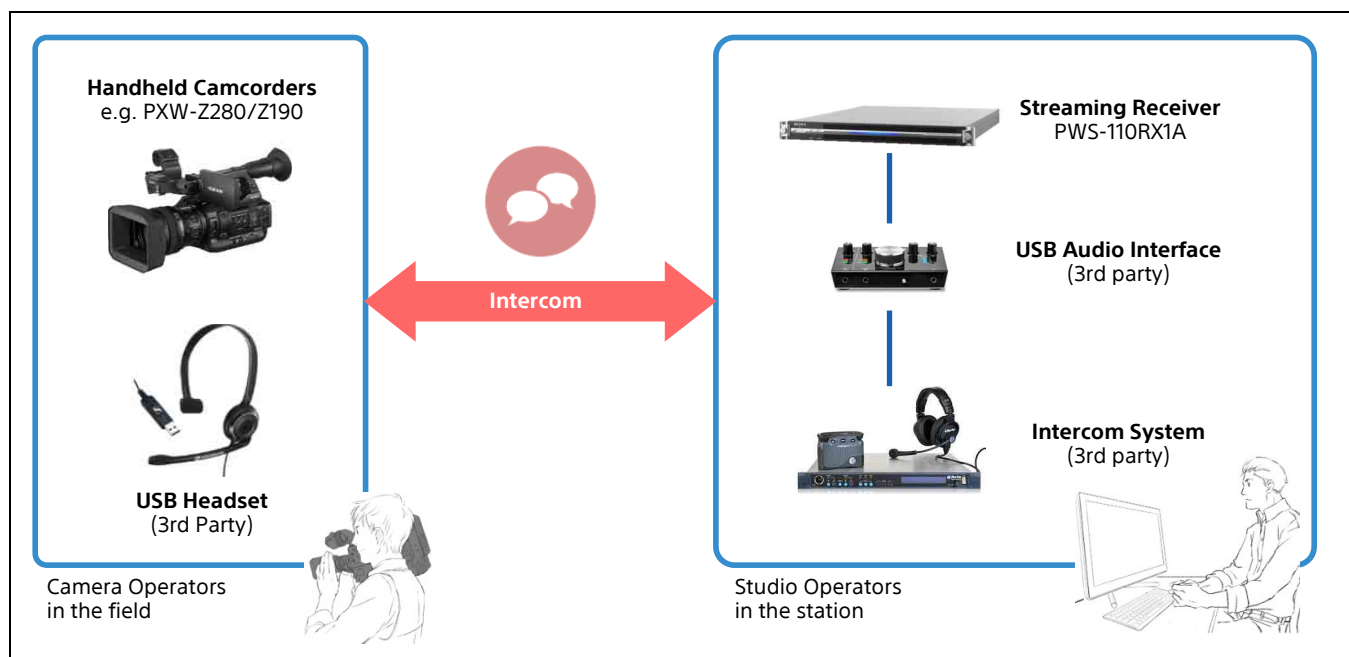 Handheld Camcorders
e.g. PXW-Z280/Z190
USB Headset
(3rd Party)
Camera Operators
in the field
Intercom
Streaming Receiver
PWS-110RX1A
USB Audio Interface
(3rd party)
Intercom System
(3rd party)
Studio Operators
in the station